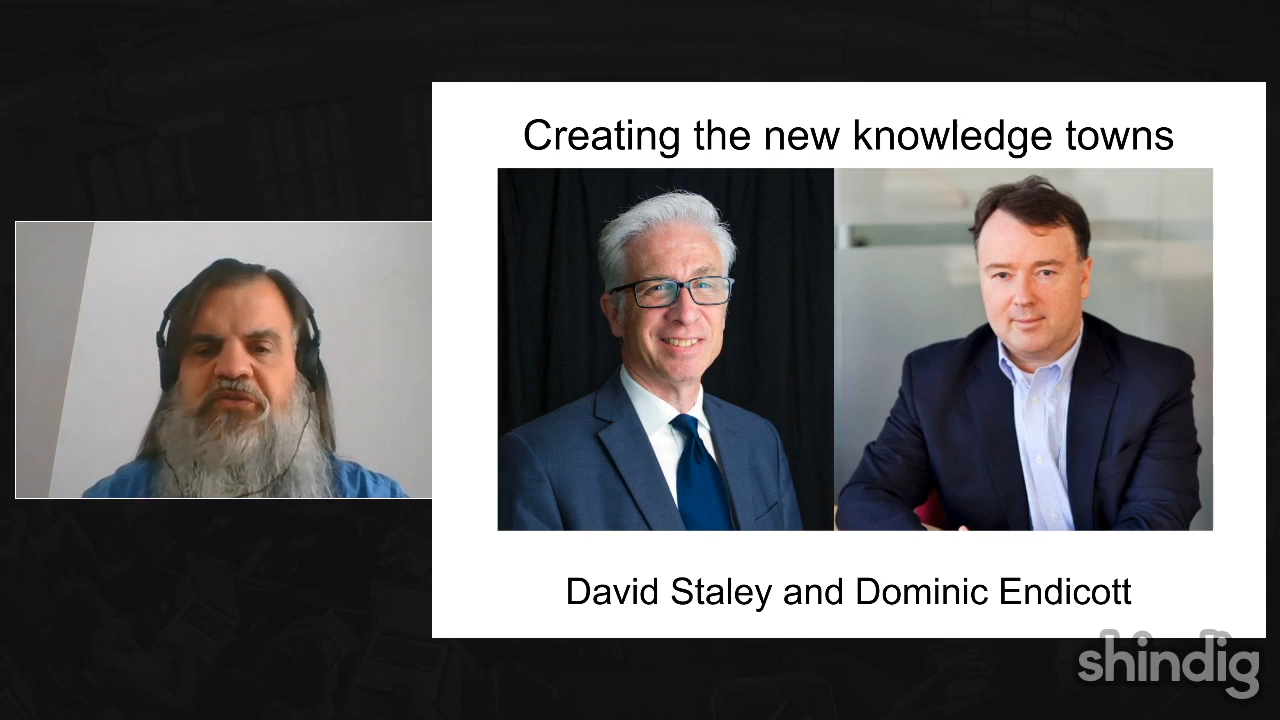 Creating the new knowledge towns
David Staley and Dominic Endicott
shindig